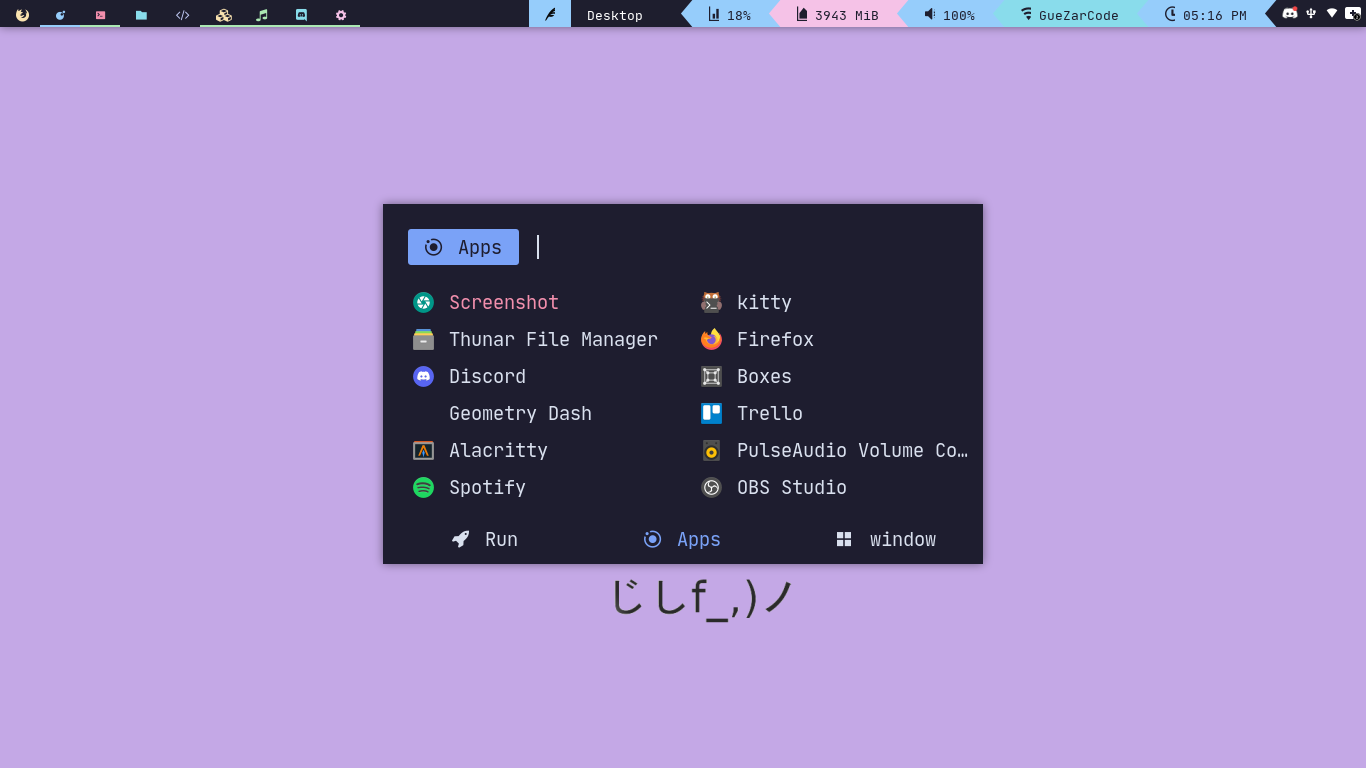 Desktop 18% 3943 MiB 100% GueZarCode 05:16 PM
Apps
Screenshot kitty
Thunar File Manager Firefox
Discord Boxes
Geometry Dash Trello
Alacritty PulseAudio Volume Co…
Spotify OBS Studio
Run Apps window
じしf_,)ノ